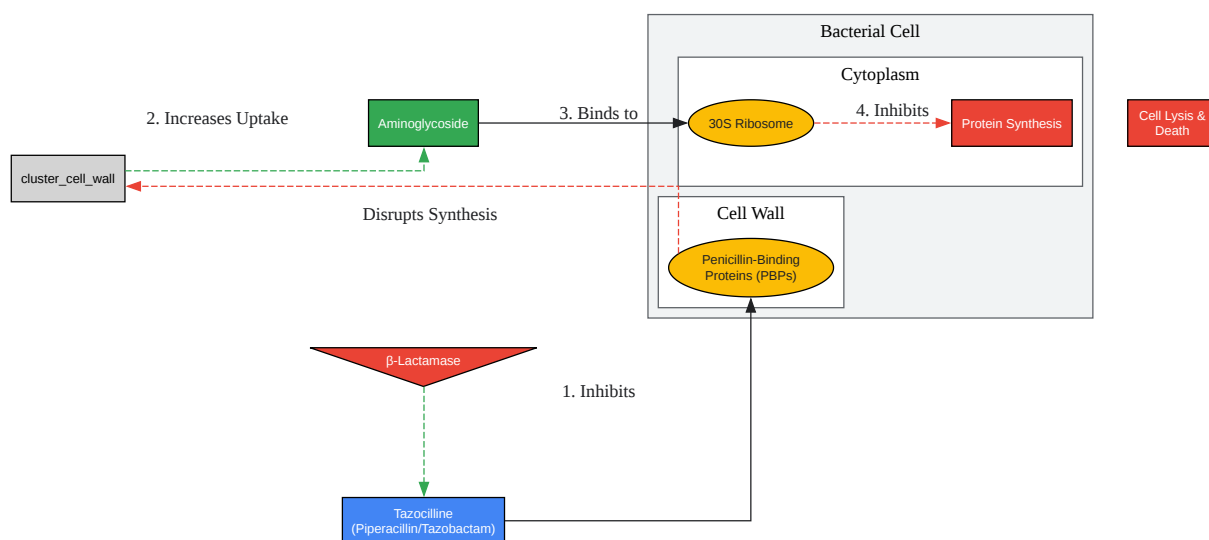 Bacterial Cell
Cytoplasm
2. Increases Uptake
Aminoglycoside
3. Binds to
30S Ribosome
4. Inhibits
Protein Synthesis
Cell Lysis &
Death
cluster_cell_wall
Disrupts Synthesis
Cell Wall
Penicillin-Binding
Proteins (PBPs)
β-Lactamase
1. Inhibits
Tazocilline
(Piperacillin/Tazobactam)